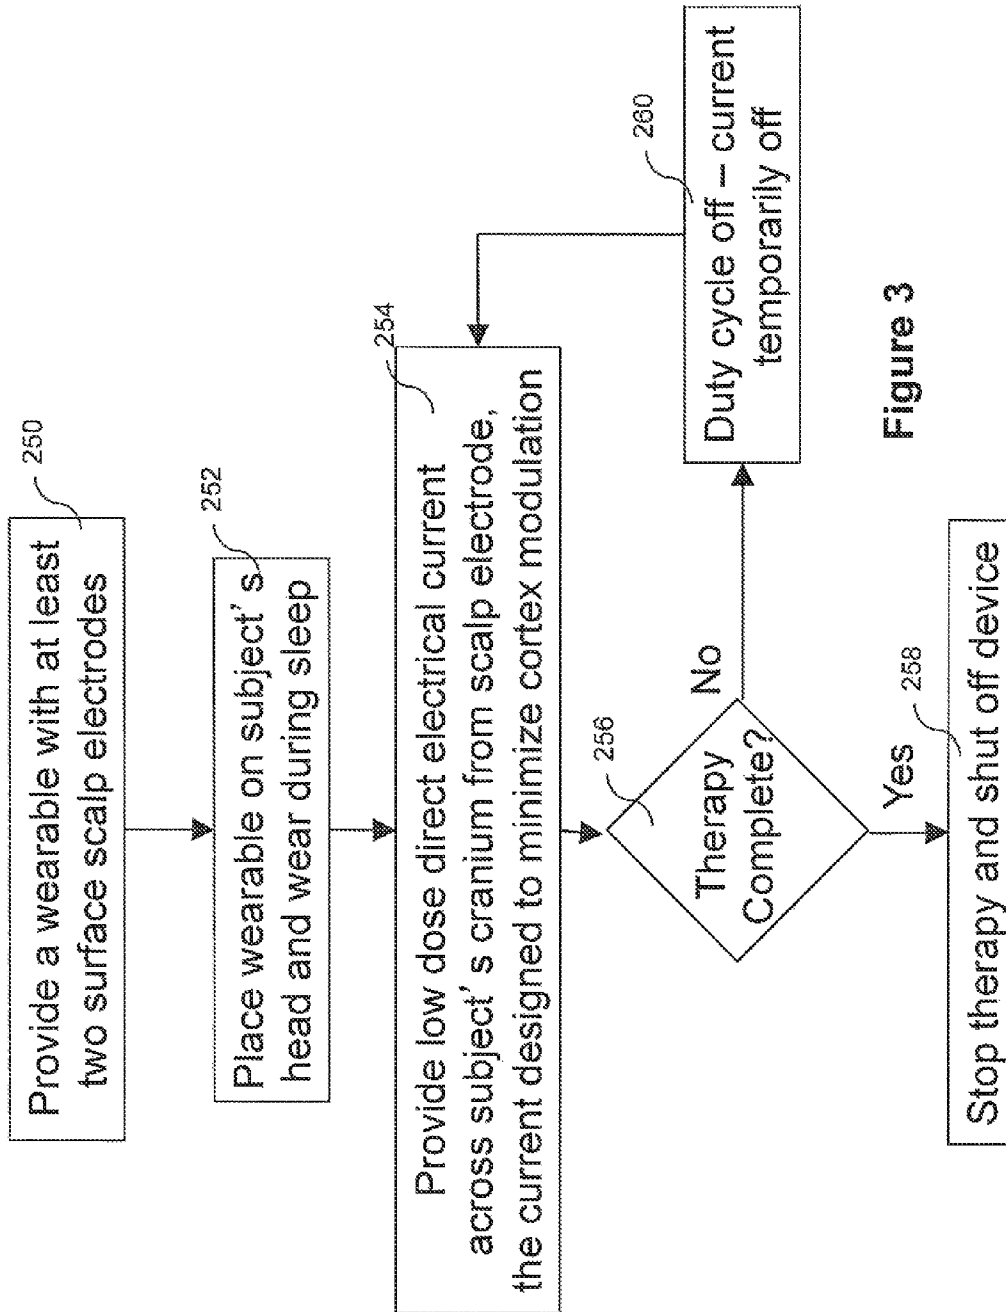 Provide a wearable with at least
two surface scalp electrodes
250
Place wearable on subject's
head and wear during sleep
252
Provide low dose direct electrical current
across subject's cranium from scalp electrode,
the current designed to minimize cortex modulation
254
Therapy
Complete?
256
No
Duty cycle off – current
temporarily off
260
Yes
Stop therapy and shut off device
258
Figure 3